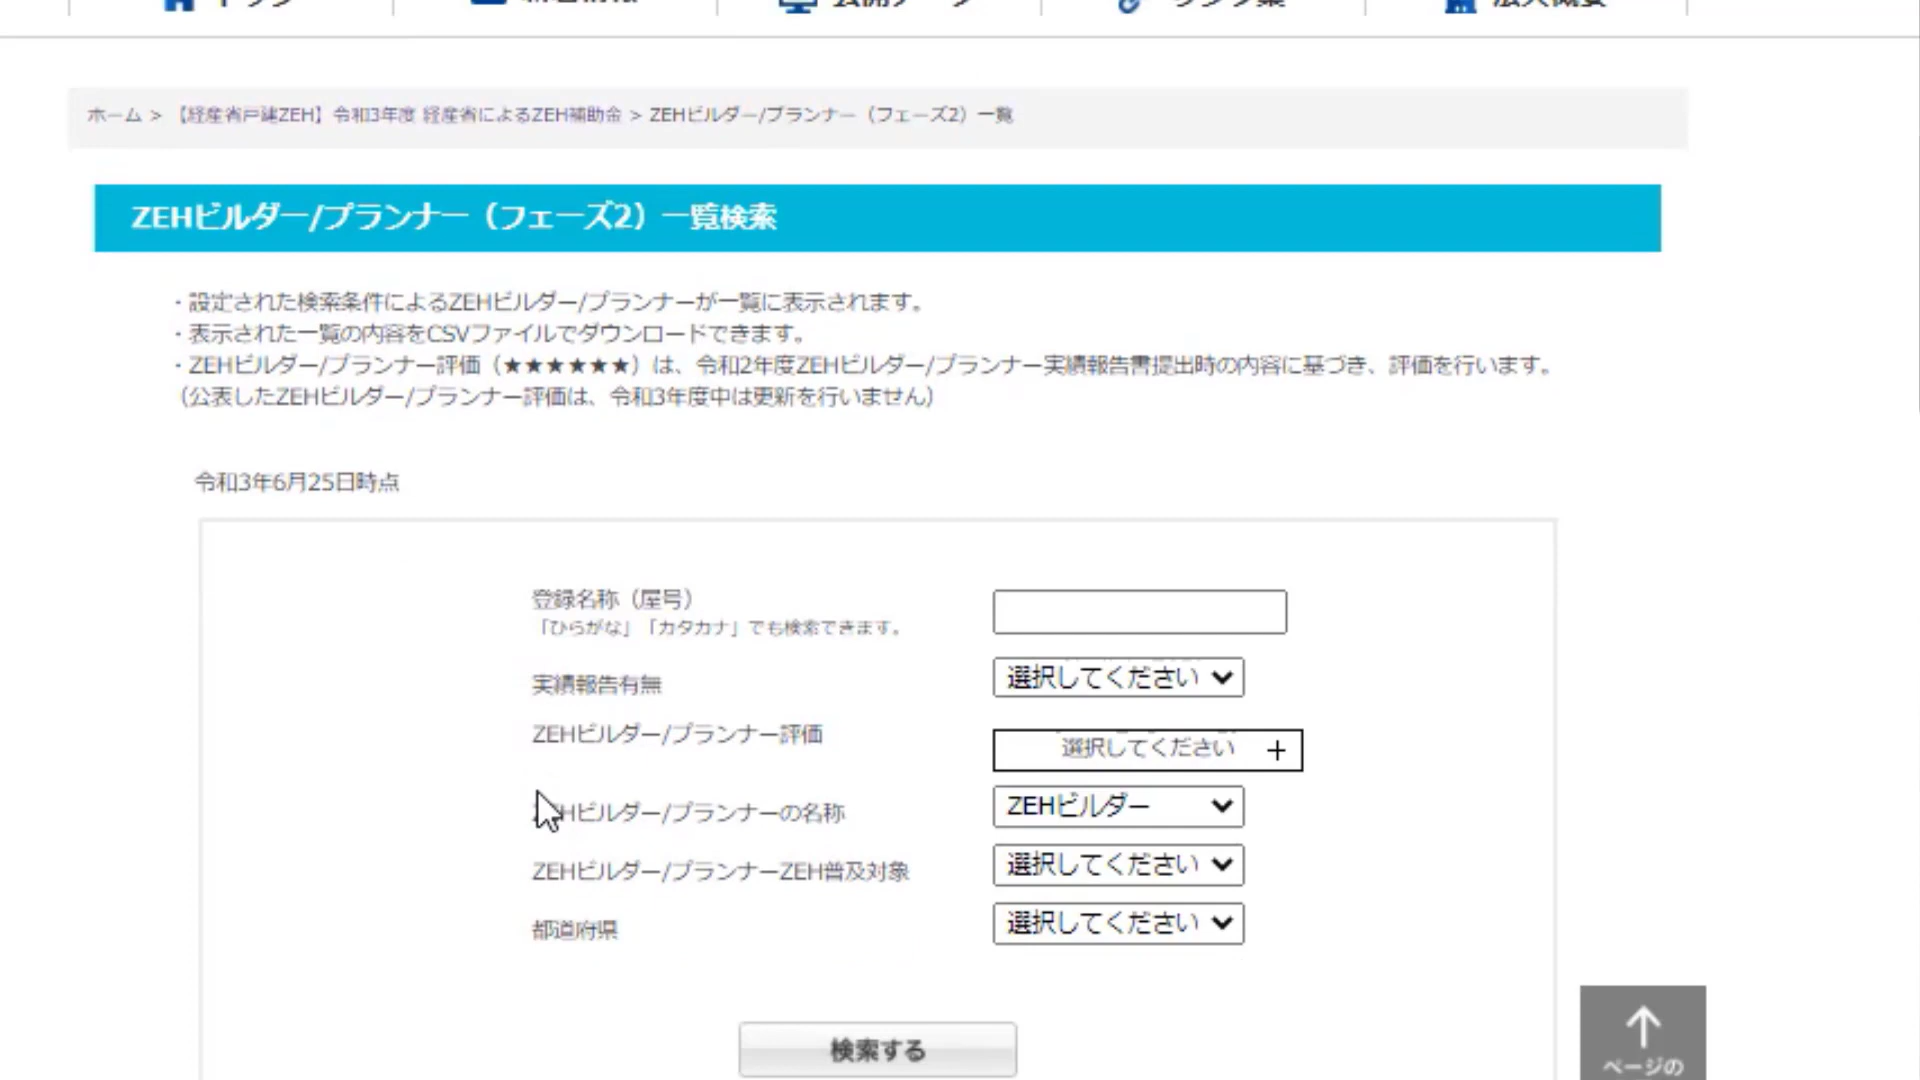 ホーム > 【経産省戸建ZEH】令和3年度 経産省によるZEH補助金 > ZEHビルダー/プランナー（フェーズ2）一覧
ZEHビルダー/プランナー（フェーズ2）一覧検索
・設定された検索条件によるZEHビルダー/プランナーが一覧に表示されます。
・表示された一覧の内容をCSVファイルでダウンロードできます。
・ZEHビルダー/プランナー評価（★★★★★★）は、令和2年度ZEHビルダー/プランナー実績報告書提出時の内容に基づき、評価を行います。
（公表したZEHビルダー/プランナー評価は、令和3年度中は更新を行いません）
令和3年6月25日時点
登録名称（屋号）
「ひらがな」「カタカナ」でも検索できます。
実績報告有無 選択してください
ZEHビルダー/プランナー評価 選択してください +
ZEHビルダー/プランナーの名称 ZEHビルダー
ZEHビルダー/プランナーZEH普及対象 選択してください
都道府県 選択してください
検索する
ページの